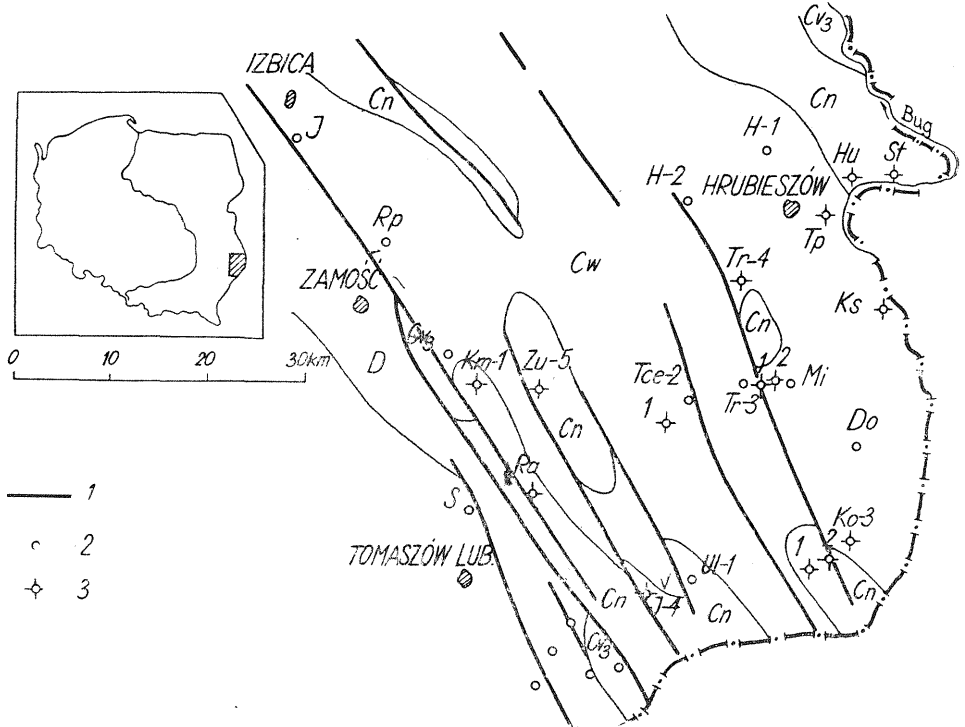 Cv₃
IZBICA
Cn
Cn
J
H-1
Bug
Hu
St
H-2
HRUBIESZÓW
Rp
Tp
Cw
Tr-4
ZAMOŚĆ
Ks
Cn
0 10 20 30km
D
Km-1
Zu-5
Tce-2
1 2
Mi
1
Tr-3
Cn
Do
Ra
1
S
2
Ko-3
TOMASZÓW LUB.
1
2
3
Ul-1
Cn
Cn
Cn
Cv₃